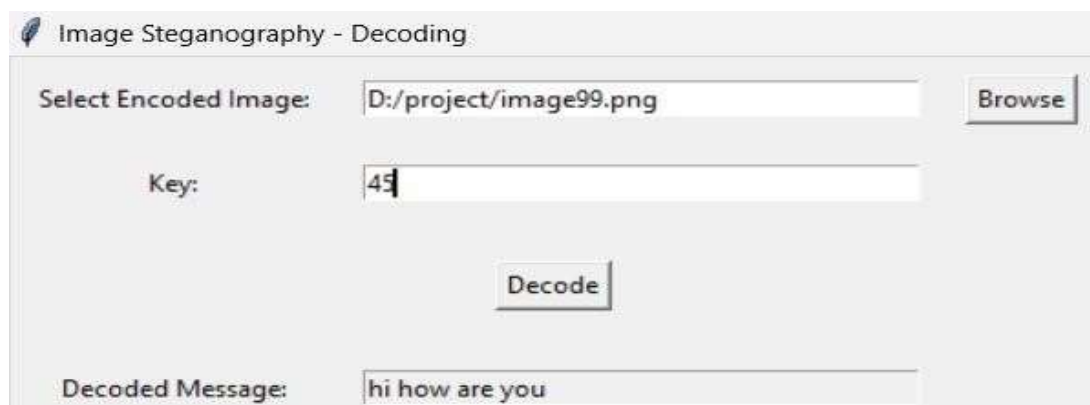 Image Steganography - Decoding
Select Encoded Image: D:/project/image99.png Browse
Key: 45
Decode
Decoded Message: hi how are you